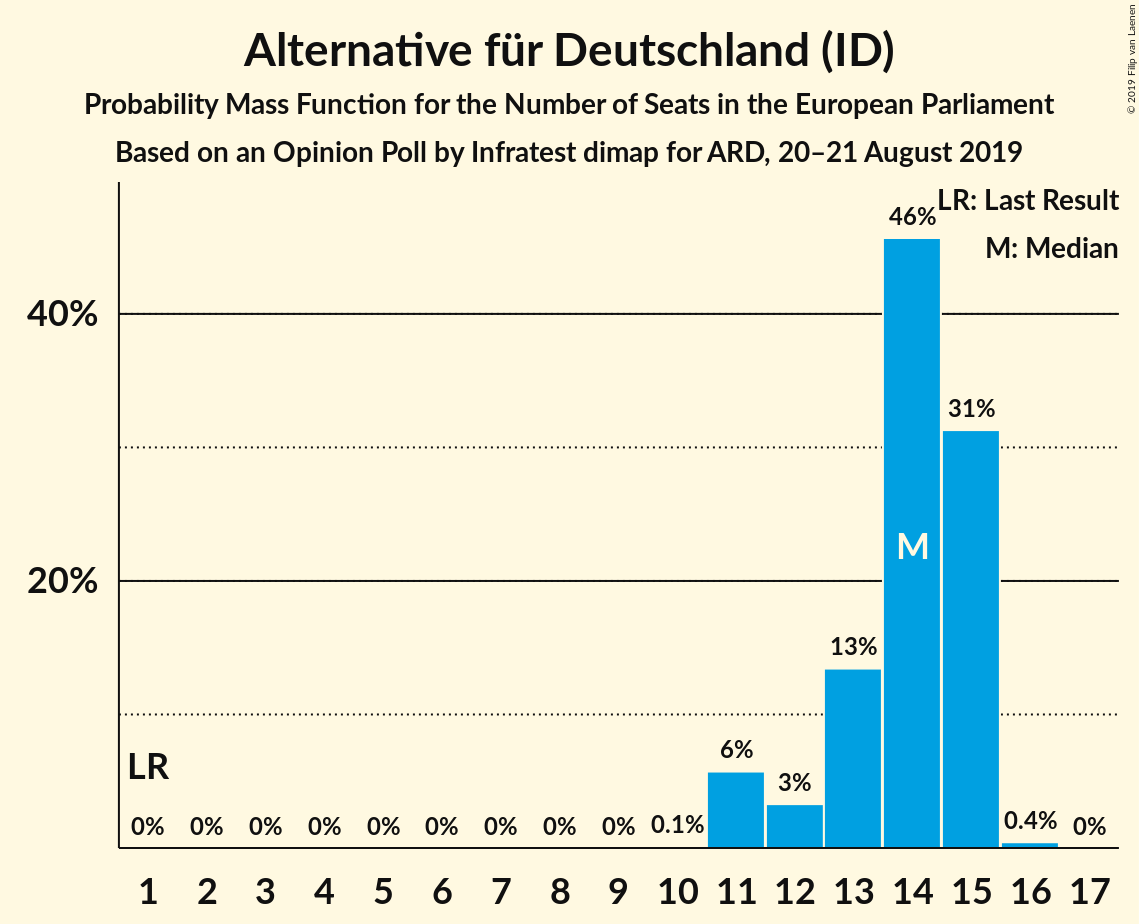 Alternative für Deutschland (ID)
Probability Mass Function for the Number of Seats in the European Parliament
Based on an Opinion Poll by Infratest dimap for ARD, 20–21 August 2019
© 2019 Filip van Laenen
LR: Last Result
M: Median
46%
40%
31%
M
20%
13%
6%
3%
LR
0% 0% 0% 0% 0% 0% 0% 0% 0% 0.1% 0.4% 0%
1 2 3 4 5 6 7 8 9 10 11 12 13 14 15 16 17